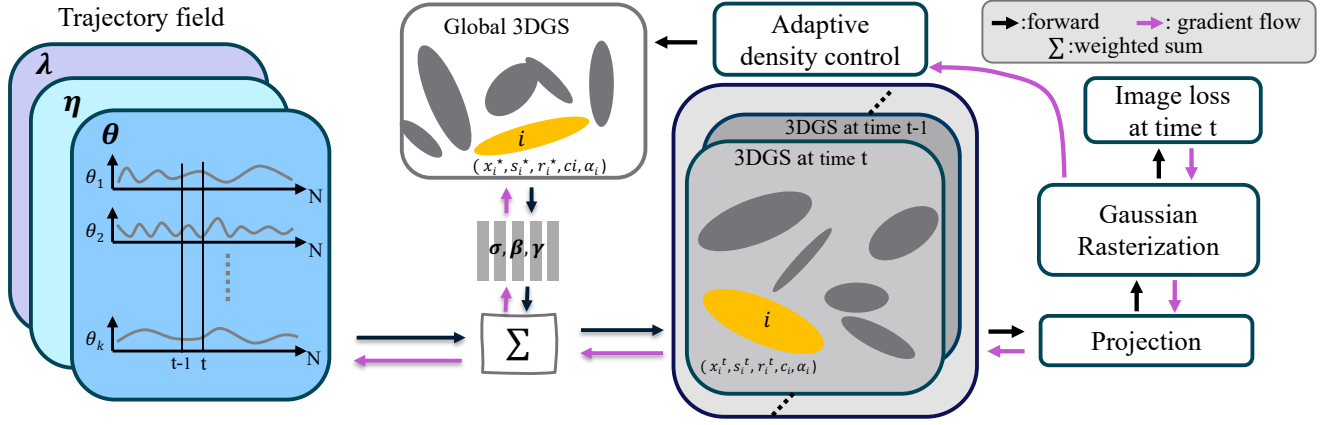 Trajectory field
λ
η
θ
θ₁
N
θ₂
N
θₖ
N
t-1
t
Global 3DGS
i
(xᵢ*, sᵢ*, rᵢ*, ci, αᵢ)
σ, β, γ
Σ
Adaptive
density control
3DGS at time t-1
3DGS at time t
i
(xᵢᵗ, sᵢᵗ, rᵢᵗ, cᵢ, αᵢ)
:forward
: gradient flow
Σ:weighted sum
Image loss
at time t
Gaussian
Rasterization
Projection